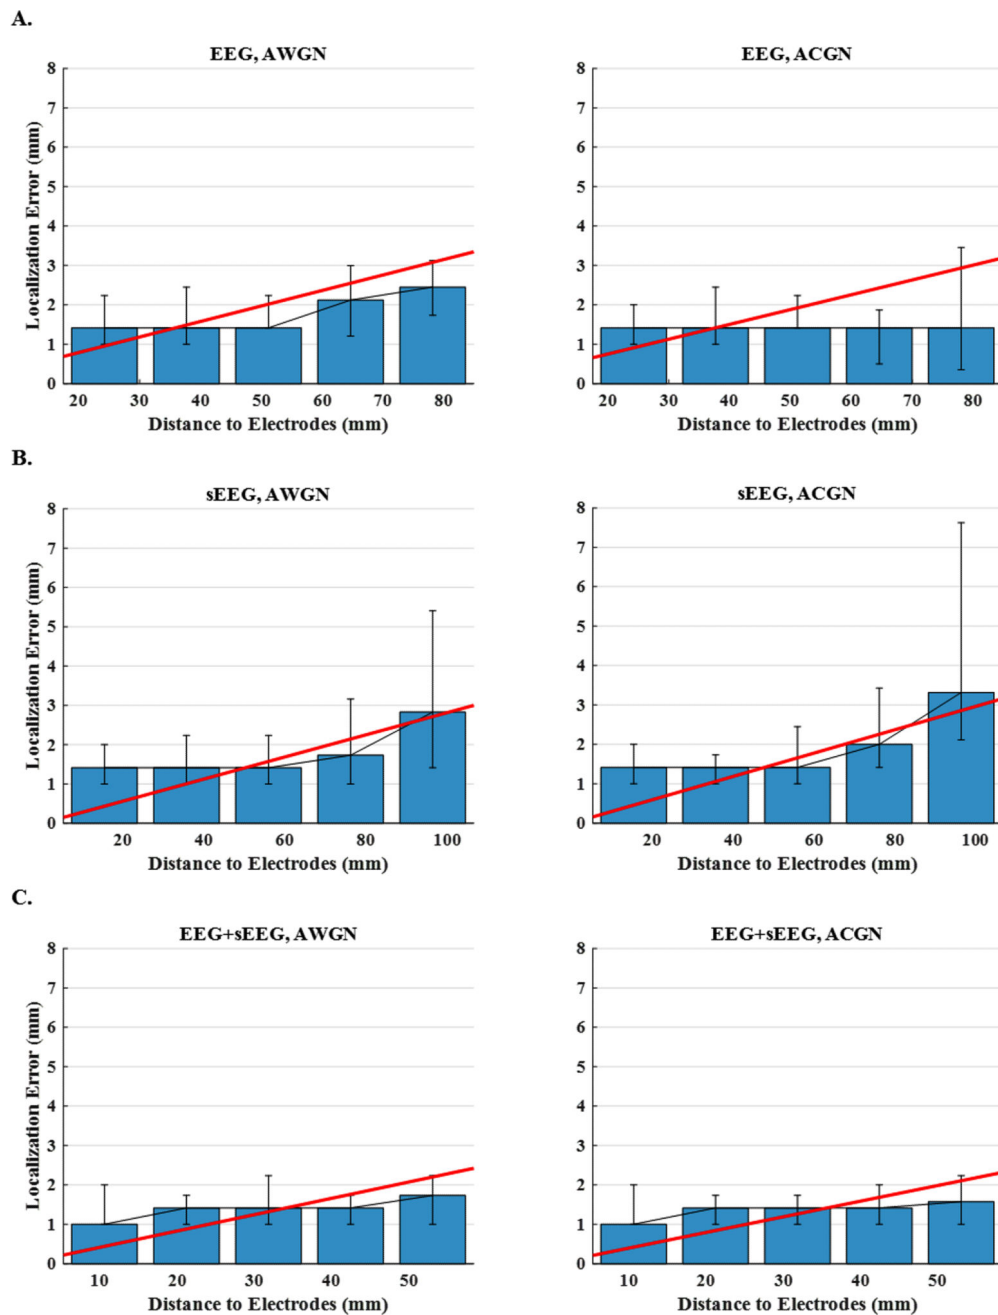 A.
EEG, AWGN
EEG, ACGN
8
7
6
5
4
3
2
1
0
Localization Error (mm)
20 30 40 50 60 70 80
Distance to Electrodes (mm)
8
7
6
5
4
3
2
1
0
20 30 40 50 60 70 80
Distance to Electrodes (mm)
B.
sEEG, AWGN
sEEG, ACGN
8
7
6
5
4
3
2
1
0
Localization Error (mm)
20 40 60 80 100
Distance to Electrodes (mm)
8
7
6
5
4
3
2
1
0
20 40 60 80 100
Distance to Electrodes (mm)
C.
EEG+sEEG, AWGN
EEG+sEEG, ACGN
8
7
6
5
4
3
2
1
0
Localization Error (mm)
10 20 30 40 50
Distance to Electrodes (mm)
8
7
6
5
4
3
2
1
0
10 20 30 40 50
Distance to Electrodes (mm)